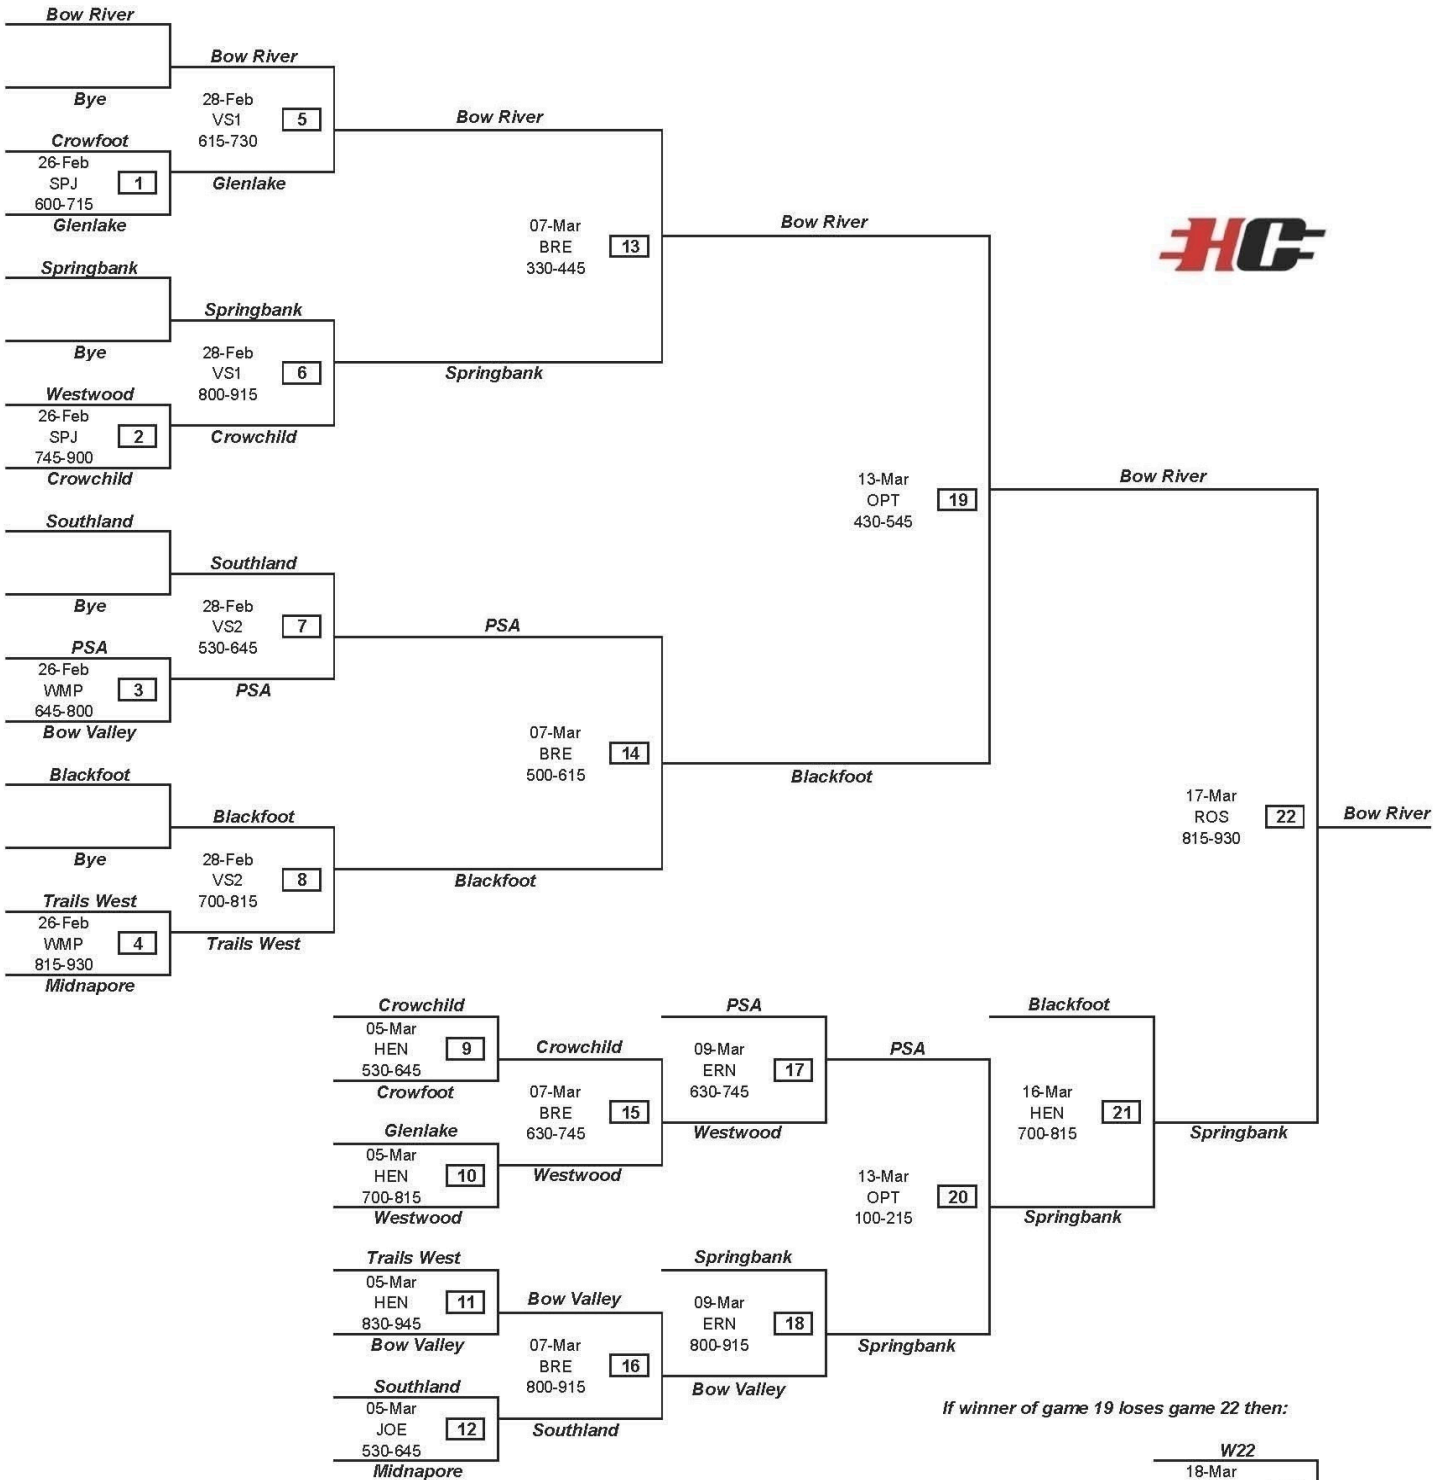 Bow River
Bow River
Bye
28-Feb
VS1
615-730
5
Bow River
Crowfoot
26-Feb
SPJ
600-715
1
Glenlake
Glenlake
07-Mar
BRE
330-445
13
Bow River
HC
Springbank
Springbank
Bye
28-Feb
VS1
800-915
6
Springbank
Westwood
26-Feb
SPJ
745-900
2
Crowchild
Crowchild
13-Mar
OPT
430-545
19
Bow River
Southland
Southland
Bye
28-Feb
VS2
530-645
7
PSA
PSA
26-Feb
WMP
645-800
3
PSA
Bow Valley
07-Mar
BRE
500-615
14
Blackfoot
Blackfoot
Blackfoot
Bye
28-Feb
VS2
700-815
8
Blackfoot
17-Mar
ROS
815-930
22
Bow River
Trails West
26-Feb
WMP
815-930
4
Trails West
Midnapore
Crowchild
05-Mar
HEN
530-645
9
Crowfoot
Crowchild
PSA
09-Mar
ERN
630-745
17
PSA
Blackfoot
07-Mar
BRE
630-745
15
Westwood
16-Mar
HEN
700-815
21
Springbank
Glenlake
05-Mar
HEN
700-815
10
Westwood
Westwood
13-Mar
OPT
100-215
20
Springbank
Trails West
05-Mar
HEN
830-945
11
Bow Valley
Bow Valley
Springbank
09-Mar
ERN
800-915
18
Springbank
07-Mar
BRE
800-915
16
Bow Valley
Southland
05-Mar
JOE
530-645
12
Southland
Midnapore
If winner of game 19 loses game 22 then:
W22
18-Mar